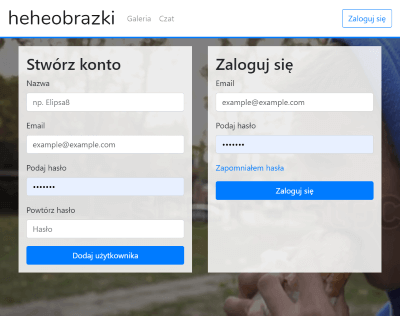 heheobrazki
Galeria
Czat
Zaloguj się
Stwórz konto
Nazwa
np. Elipsa8
Email
example@example.com
Podaj hasło
•••••••
Powtórz hasło
Hasło
Dodaj użytkownika
Zaloguj się
Email
example@example.com
Podaj hasło
•••••••
Zapomniałem hasła
Zaloguj się